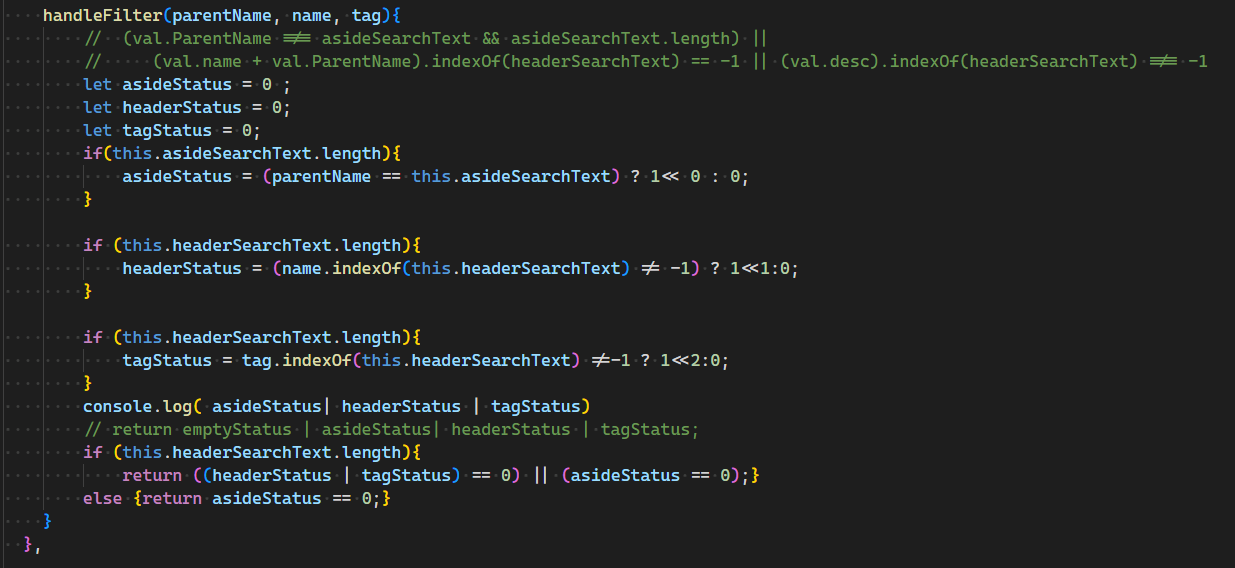 handleFilter(parentName, name, tag){
// (val.ParentName !== asideSearchText && asideSearchText.length) ||
//     (val.name + val.ParentName).indexOf(headerSearchText) == -1 || (val.desc).indexOf(headerSearchText) !== -1
let asideStatus = 0 ;
let headerStatus = 0;
let tagStatus = 0;
if(this.asideSearchText.length){
asideStatus = (parentName == this.asideSearchText) ? 1<< 0 : 0;
}
if (this.headerSearchText.length){
headerStatus = (name.indexOf(this.headerSearchText) != -1) ? 1<<1:0;
}
if (this.headerSearchText.length){
tagStatus = tag.indexOf(this.headerSearchText) !=-1 ? 1<<2:0;
}
console.log( asideStatus| headerStatus | tagStatus)
// return emptyStatus | asideStatus| headerStatus | tagStatus;
if (this.headerSearchText.length){
return ((headerStatus | tagStatus) == 0) || (asideStatus == 0);}
else {return asideStatus == 0;}
}
},